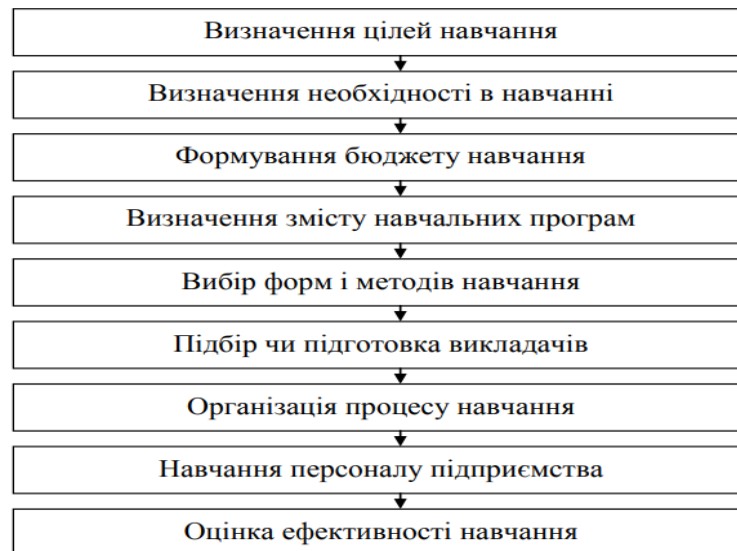 Визначення цілей навчання
Визначення необхідності в навчанні
Формування бюджету навчання
Визначення змісту навчальних програм
Вибір форм і методів навчання
Підбір чи підготовка викладачів
Організація процесу навчання
Навчання персоналу підприємства
Оцінка ефективності навчання